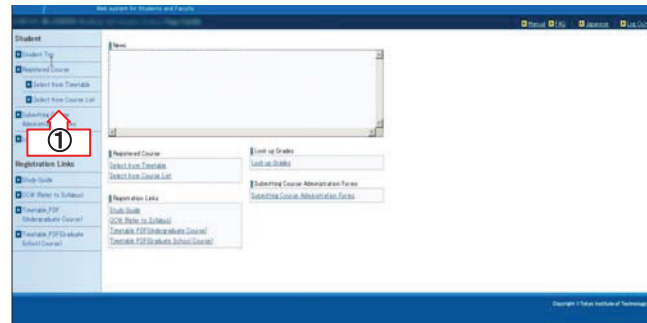 Web system for Students and Faculty
Manual FAQ Japanese Log Out
Student
Student Top
Registered Course
Select from Timetable
Select from Course List
Submitting
①
Registration Links
Study Guide
OCW (Refer to Syllabus)
Timetable_PDF
(Undergraduate Course)
Timetable_PDF(Graduate
School Course)
News
Registered Course
Select from Timetable
Select from Course List
Registration Links
Study Guide
OCW (Refer to Syllabus)
Timetable_PDF(Undergraduate Course)
Timetable_PDF(Graduate School Course)
Look up Grades
Look up Grades
Submitting Course Administration Forms
Submitting Course Administration Forms
Copyright © Tokyo Institute of Technology